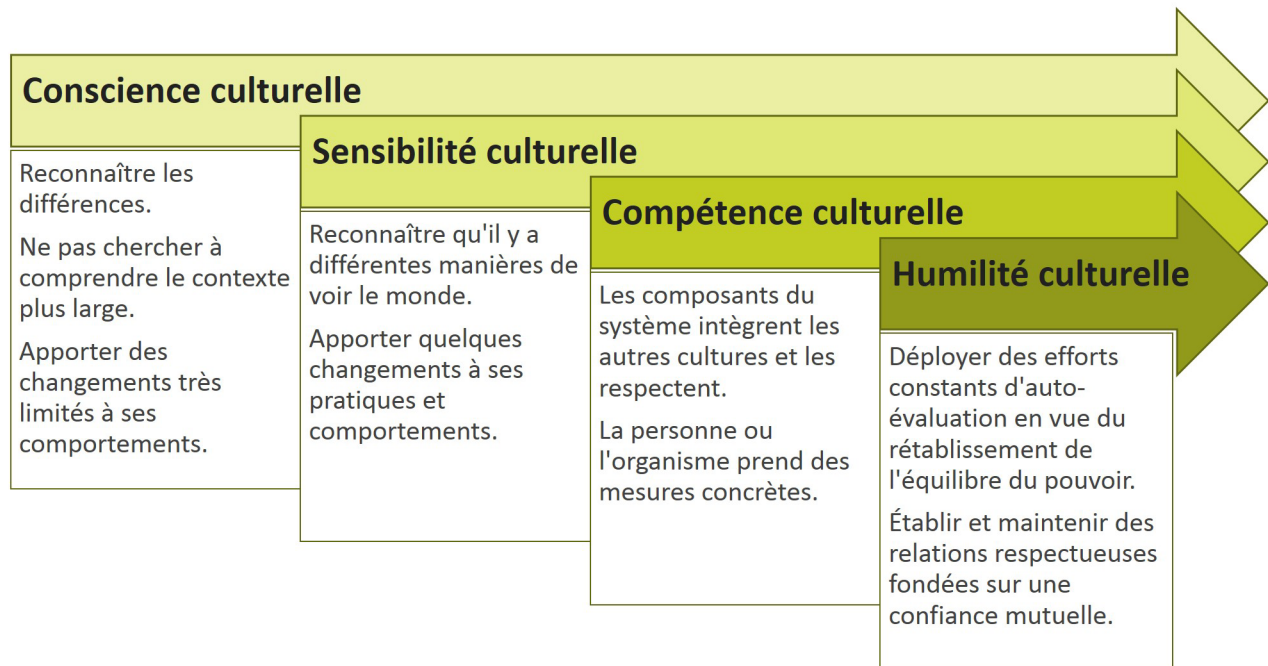 Conscience culturelle
Reconnaître les
différences.
Ne pas chercher à
comprendre le contexte
plus large.
Apporter des
changements très
limités à ses
comportements.
Sensibilité culturelle
Reconnaître qu'il y a
différentes manières de
voir le monde.
Apporter quelques
changements à ses
pratiques et
comportements.
Compétence culturelle
Les composants du
système intègrent les
autres cultures et les
respectent.
La personne ou
l'organisme prend des
mesures concrètes.
Humilité culturelle
Déployer des efforts
constants d'auto-
évaluation en vue du
rétablissement de
l'équilibre du pouvoir.
Établir et maintenir des
relations respectueuses
fondées sur une
confiance mutuelle.